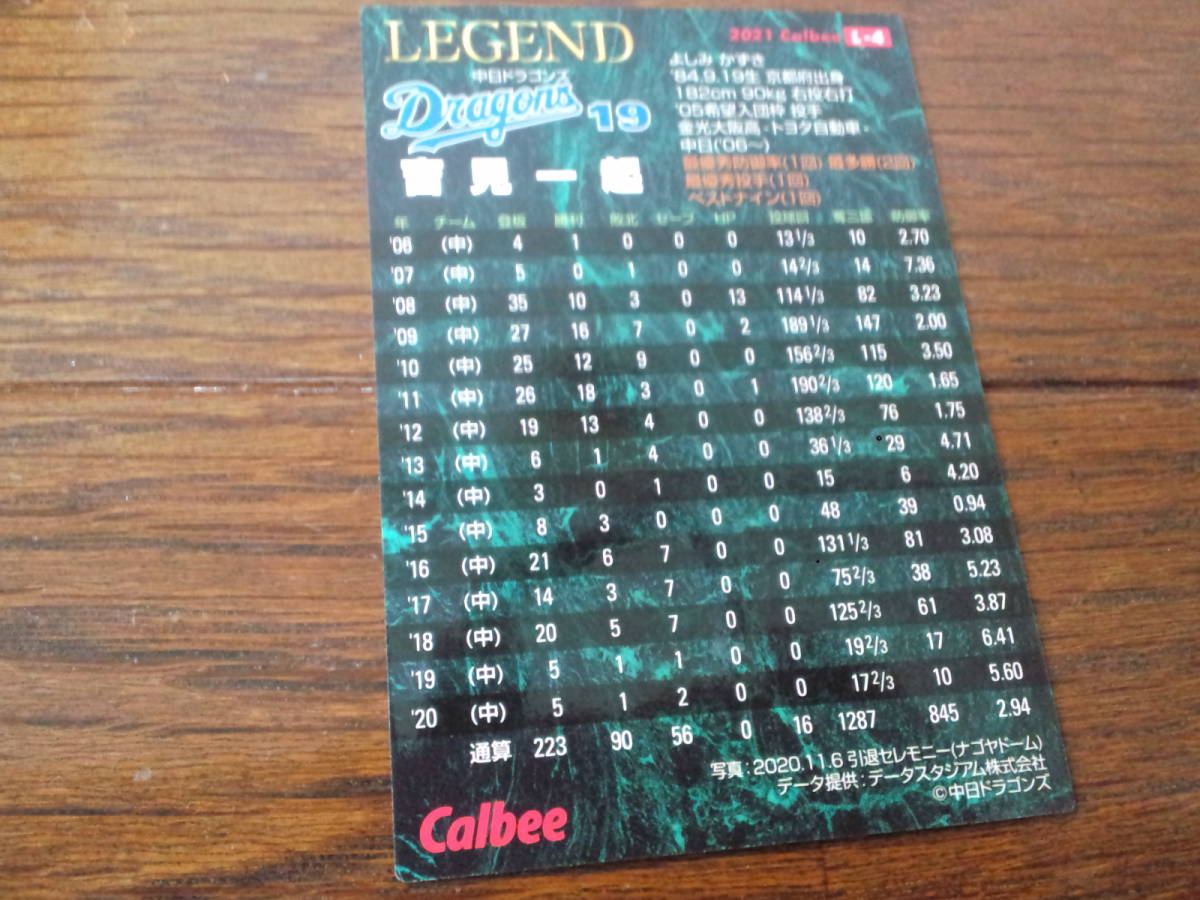 LEGEND
2021 Calbee L-4
中日ドラゴンズ
Dragons 19
吉見一起
よしみ かずき
'84.9.19生 京都府出身
182cm 90kg 右投右打
'05希望入団枠 投手
金光大阪高-トヨタ自動車-
中日('06~)
最優秀防御率(1回) 最多勝(2回)
最優秀投手(1回)
ベストナイン(1回)
年 チーム 登板 勝利 敗北 セーブ HP 投球回 奪三振 防御率
'06 (中) 4 1 0 0 0 13 1/3 10 2.70
'07 (中) 5 0 1 0 0 14 2/3 14 7.36
'08 (中) 35 10 3 0 13 114 1/3 82 3.23
'09 (中) 27 16 7 0 2 189 1/3 147 2.00
'10 (中) 25 12 9 0 0 156 2/3 115 3.50
'11 (中) 26 18 3 0 1 190 2/3 120 1.65
'12 (中) 19 13 4 0 0 138 2/3 76 1.75
'13 (中) 6 1 4 0 0 36 1/3 29 4.71
'14 (中) 3 0 1 0 0 15 6 4.20
'15 (中) 8 3 0 0 0 48 39 0.94
'16 (中) 21 6 7 0 0 131 1/3 81 3.08
'17 (中) 14 3 7 0 0 75 2/3 38 5.23
'18 (中) 20 5 7 0 0 125 2/3 61 3.87
'19 (中) 5 1 1 0 0 19 2/3 17 6.41
'20 (中) 5 1 2 0 0 17 2/3 10 5.60
通算 223 90 56 0 16 1287 845 2.94
写真:2020.11.6 引退セレモニー(ナゴヤドーム)
データ提供:データスタジアム株式会社
©中日ドラゴンズ
Calbee